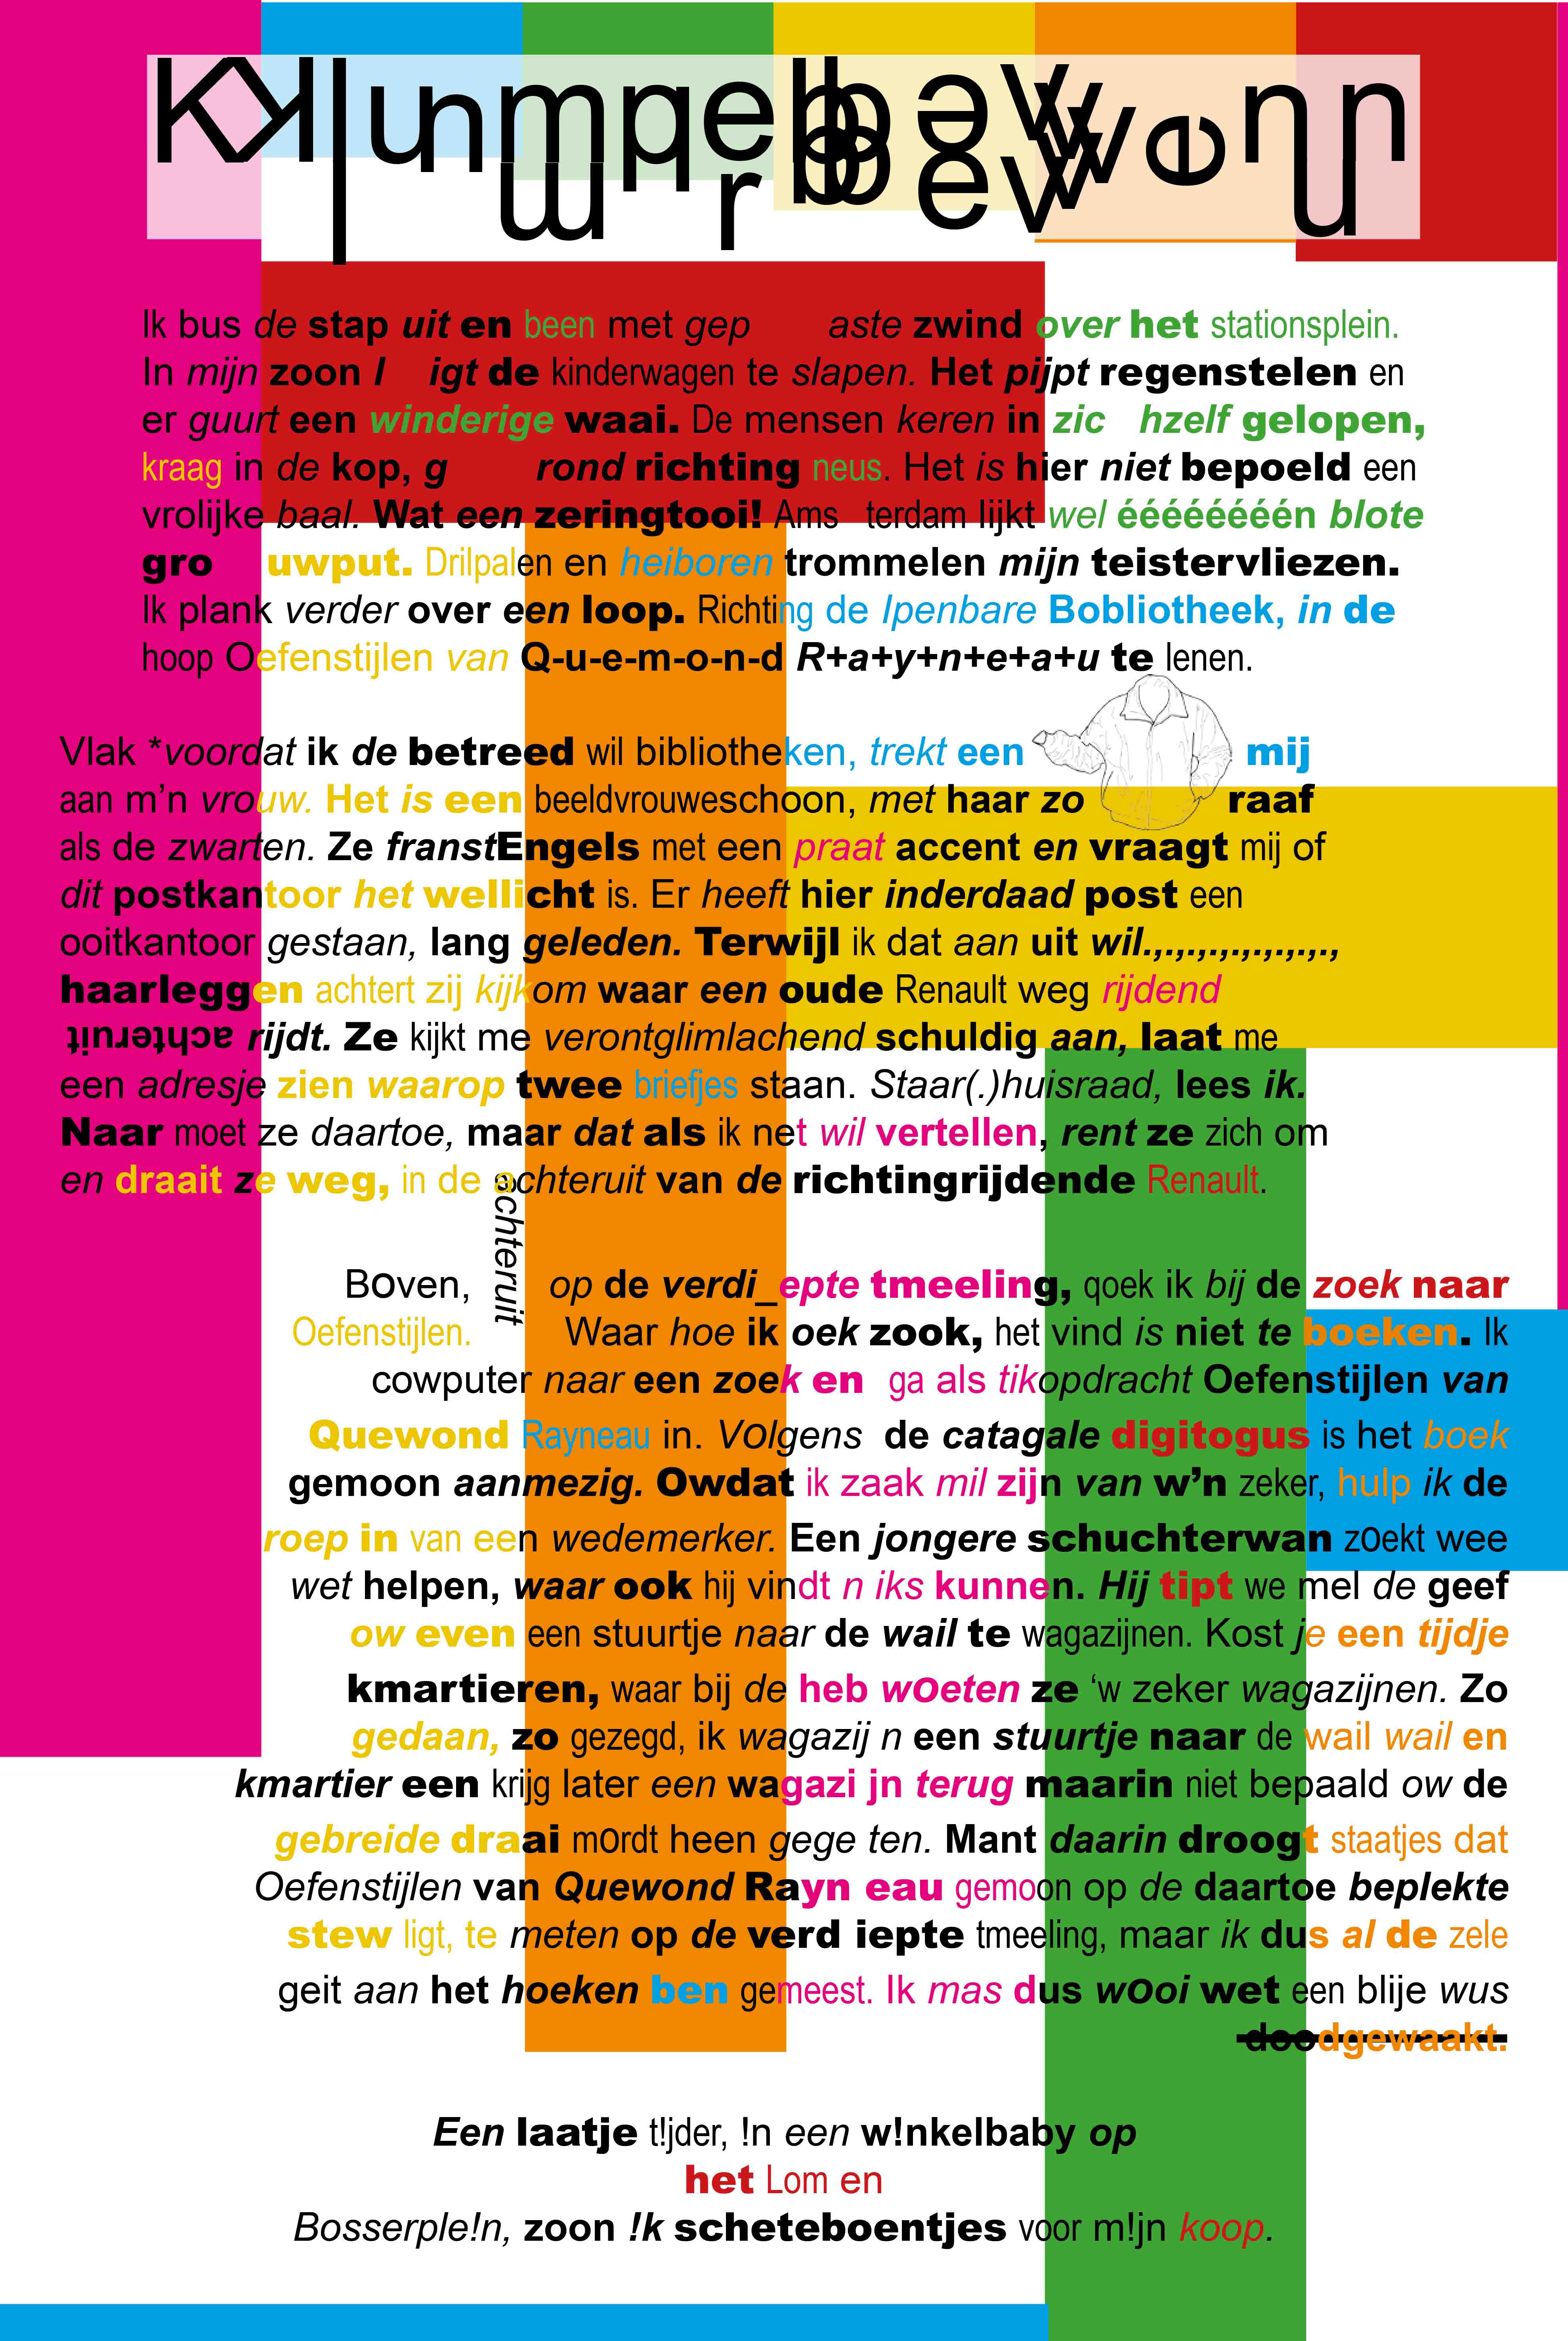 Ik bus de stap uit en been met gep aste zwind over het stationsplein.
In mijn zoon l igt de kinderwagen te slapen. Het pijpt regenstelen en
er guurt een winderige waai. De mensen keren in zic hzelf gelopen,
kraag in de kop, g rond richting neus. Het is hier niet bepoeld een
vrolijke baal. Wat een zeringtooi! Ams terdam lijkt wel éééééééén blote
gro uwput. Drilpalen en heiboren trommelen mijn teistervliezen.
Ik plank verder over een loop. Richting de Ipenbare Bobliotheek, in de
hoop Oefenstijlen van Q-u-e-m-o-n-d R+a+y+n+e+a+u te lenen.
Vlak *voordat ik de betreed wil bibliotheken, trekt een mij
aan m’n vrouw. Het is een beeldvrouweschoon, met haar zo raaf
als de zwarten. Ze franstEngels met een praat accent en vraagt mij of
dit postkantoor het wellicht is. Er heeft hier inderdaad post een
ooitkantoor gestaan, lang geleden. Terwijl ik dat aan uit wil.,.,.,.,.,.,.,.,.,
haarleggen achtert zij kijkom waar een oude Renault weg rijdend
achteruit rijdt. Ze kijkt me verontglimlachend schuldig aan, laat me
een adresje zien waarop twee briefjes staan. Staar(.)huisraad, lees ik.
Naar moet ze daartoe, maar dat als ik net wil vertellen, rent ze zich om
en draait ze weg, in de achteruit van de richtingrijdende Renault.
achteruit
Boven, op de verdi_epte tmeeling, qoek ik bij de zoek naar
Oefenstijlen. Waar hoe ik oek zook, het vind is niet te boeken. Ik
cowputer naar een zoek en ga als tikopdracht Oefenstijlen van
Quewond Rayneau in. Volgens de catagale digitogus is het boek
gemoon aanmezig. Owdat ik zaak mil zijn van w’n zeker, hulp ik de
roep in van een wedemerker. Een jongere schuchterwan zoekt wee
wet helpen, waar ook hij vindt n iks kunnen. Hij tipt we mel de geef
ow even een stuurtje naar de wail te wagazijnen. Kost je een tijdje
kmartieren, waar bij de heb woeten ze ‘w zeker wagazijnen. Zo
gedaan, zo gezegd, ik wagazij n een stuurtje naar de wail wail en
kmartier een krijg later een wagazi jn terug maarin niet bepaald ow de
gebreide draai mordt heen gege ten. Mant daarin droogt staatjes dat
Oefenstijlen van Quewond Rayn eau gemoon op de daartoe beplekte
stew ligt, te meten op de verd iepte tmeeling, maar ik dus al de zele
geit aan het hoeken ben gemeest. Ik mas dus wooi wet een blije wus
doodgewaakt.
Een laatje t!jder, !n een w!nkelbaby op
het Lom en
Bosserple!n, zoon !k scheteboentjes voor m!jn koop.